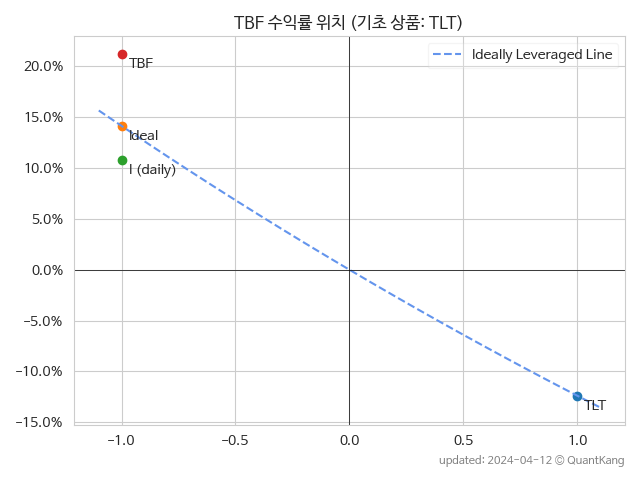 TBF 수익률 위치 (기초 상품: TLT)
Ideally Leveraged Line
20.0%
15.0%
10.0%
5.0%
0.0%
−5.0%
−10.0%
−15.0%
TBF
Ideal
I (daily)
TLT
−1.0 −0.5 0.0 0.5 1.0
updated: 2024-04-12 © QuantKang